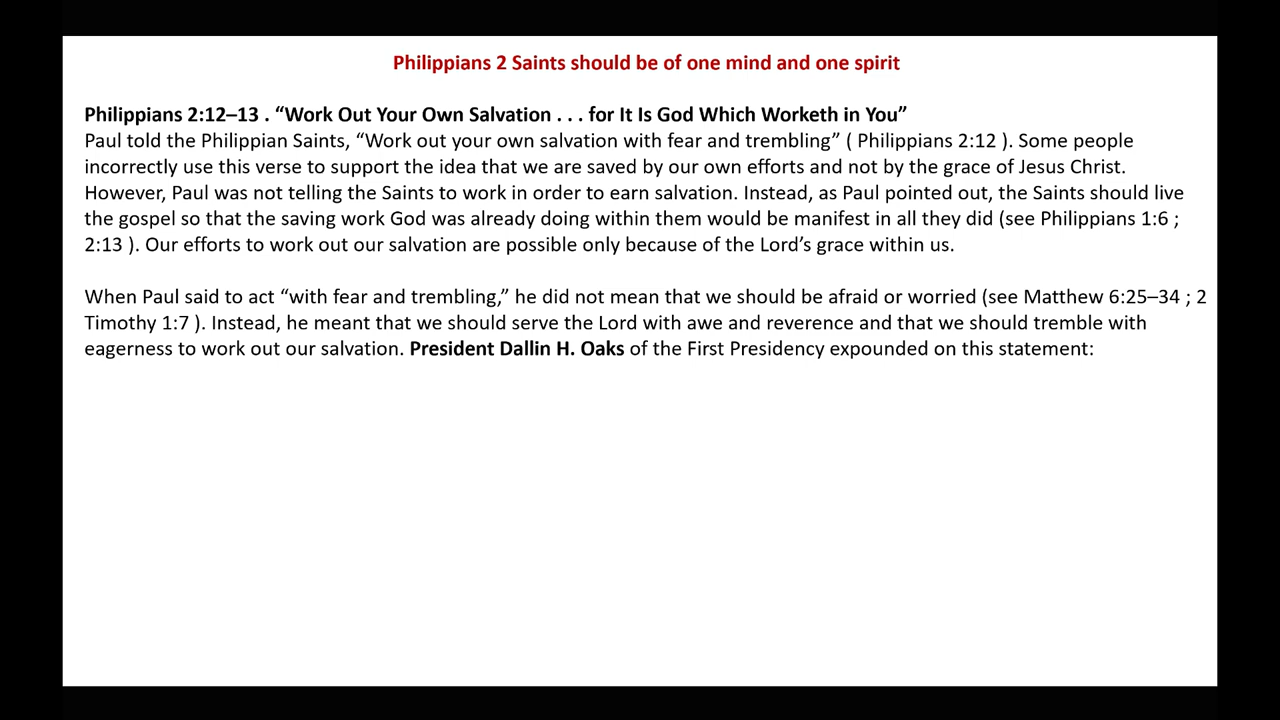 Philippians 2 Saints should be of one mind and one spirit
Philippians 2:12–13 . “Work Out Your Own Salvation . . . for It Is God Which Worketh in You”
Paul told the Philippian Saints, “Work out your own salvation with fear and trembling” ( Philippians 2:12 ). Some people
incorrectly use this verse to support the idea that we are saved by our own efforts and not by the grace of Jesus Christ.
However, Paul was not telling the Saints to work in order to earn salvation. Instead, as Paul pointed out, the Saints should live
the gospel so that the saving work God was already doing within them would be manifest in all they did (see Philippians 1:6 ;
2:13 ). Our efforts to work out our salvation are possible only because of the Lord’s grace within us.
When Paul said to act “with fear and trembling,” he did not mean that we should be afraid or worried (see Matthew 6:25–34 ; 2
Timothy 1:7 ). Instead, he meant that we should serve the Lord with awe and reverence and that we should tremble with
eagerness to work out our salvation. President Dallin H. Oaks of the First Presidency expounded on this statement: